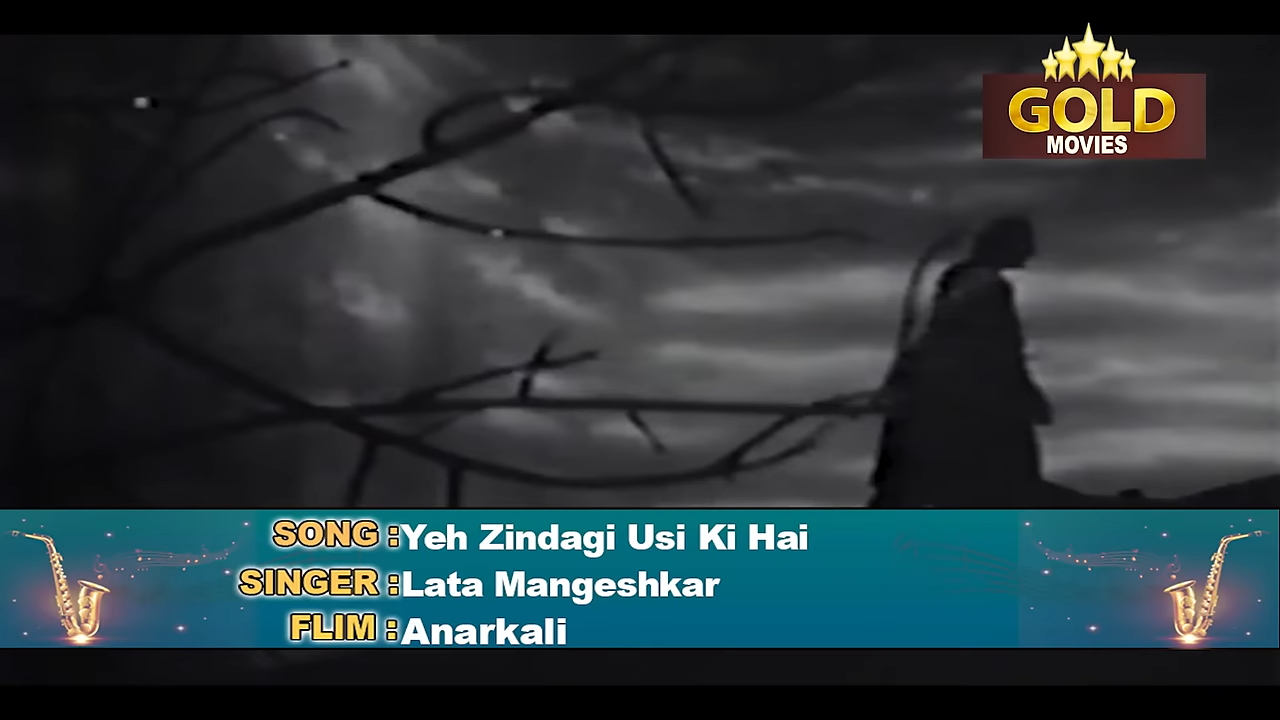 GOLD
MOVIES
SONG : Yeh Zindagi Usi Ki Hai
SINGER : Lata Mangeshkar
FLIM : Anarkali